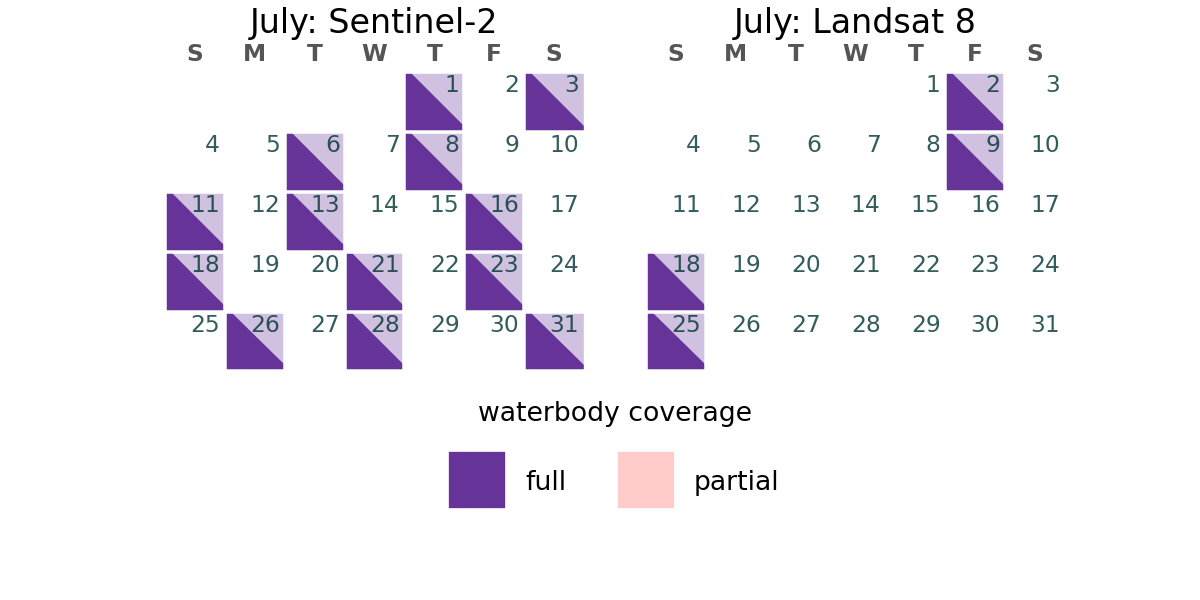 July: Sentinel-2
S M T W T F S
1 2 3
4 5 6 7 8 9 10
11 12 13 14 15 16 17
18 19 20 21 22 23 24
25 26 27 28 29 30 31
July: Landsat 8
S M T W T F S
1 2 3
4 5 6 7 8 9 10
11 12 13 14 15 16 17
18 19 20 21 22 23 24
25 26 27 28 29 30 31
waterbody coverage
full partial